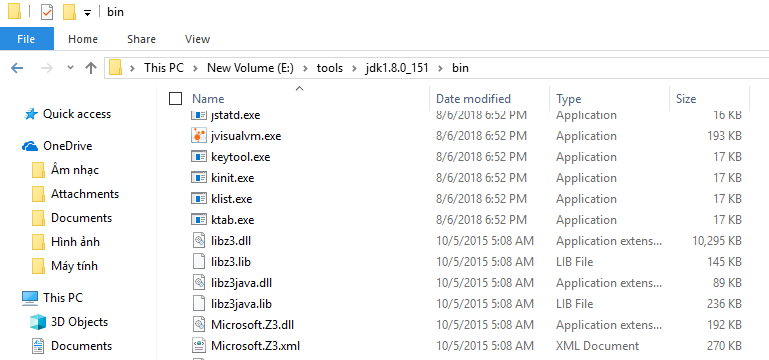 bin
File Home Share View
This PC New Volume (E:) tools jdk1.8.0_151 bin
Name Date modified Type Size
Quick access
OneDrive
Âm nhạc
Attachments
Documents
Hình ảnh
Máy tính
This PC
3D Objects
Documents
jstatd.exe 8/6/2018 6:52 PM Application 16 KB
jvisualvm.exe 8/6/2018 6:52 PM Application 193 KB
keytool.exe 8/6/2018 6:52 PM Application 17 KB
kinit.exe 8/6/2018 6:52 PM Application 17 KB
klist.exe 8/6/2018 6:52 PM Application 17 KB
ktab.exe 8/6/2018 6:52 PM Application 17 KB
libz3.dll 10/5/2015 5:08 AM Application extens... 10,295 KB
libz3.lib 10/5/2015 5:08 AM LIB File 145 KB
libz3java.dll 10/5/2015 5:08 AM Application extens... 89 KB
libz3java.lib 10/5/2015 5:08 AM LIB File 236 KB
Microsoft.Z3.dll 10/5/2015 5:08 AM Application extens... 192 KB
Microsoft.Z3.xml 10/5/2015 5:08 AM XML Document 270 KB